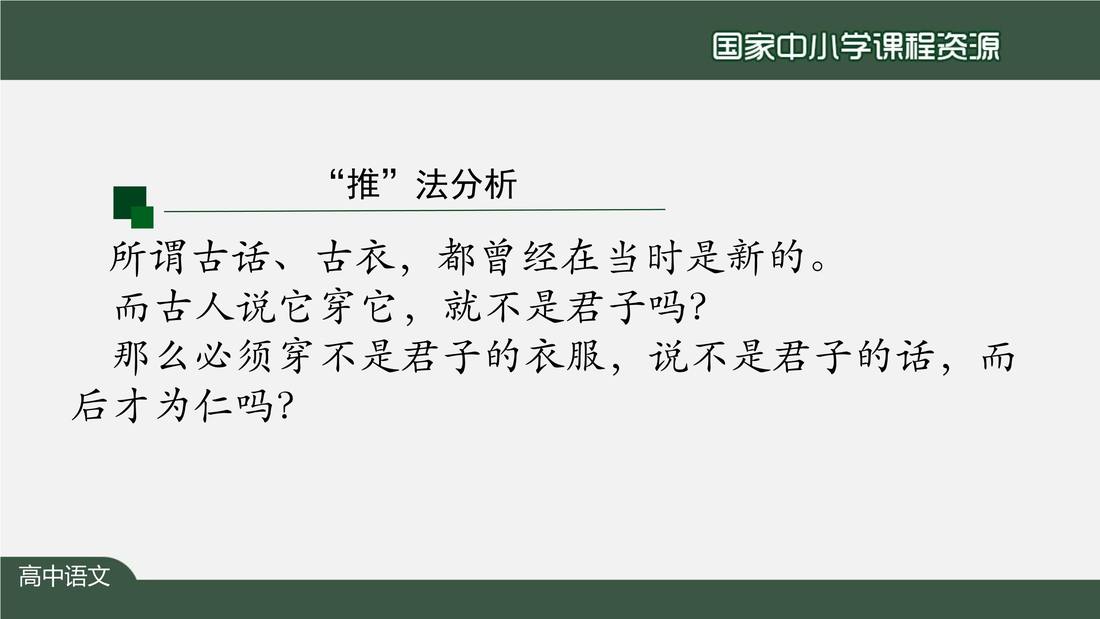 国家中小学课程资源
“推”法分析
所谓古话、古衣，都曾经在当时是新的。
而古人说它穿它，就不是君子吗？
那么必须穿不是君子的衣服，说不是君子的话，而
后才为仁吗？
高中语文